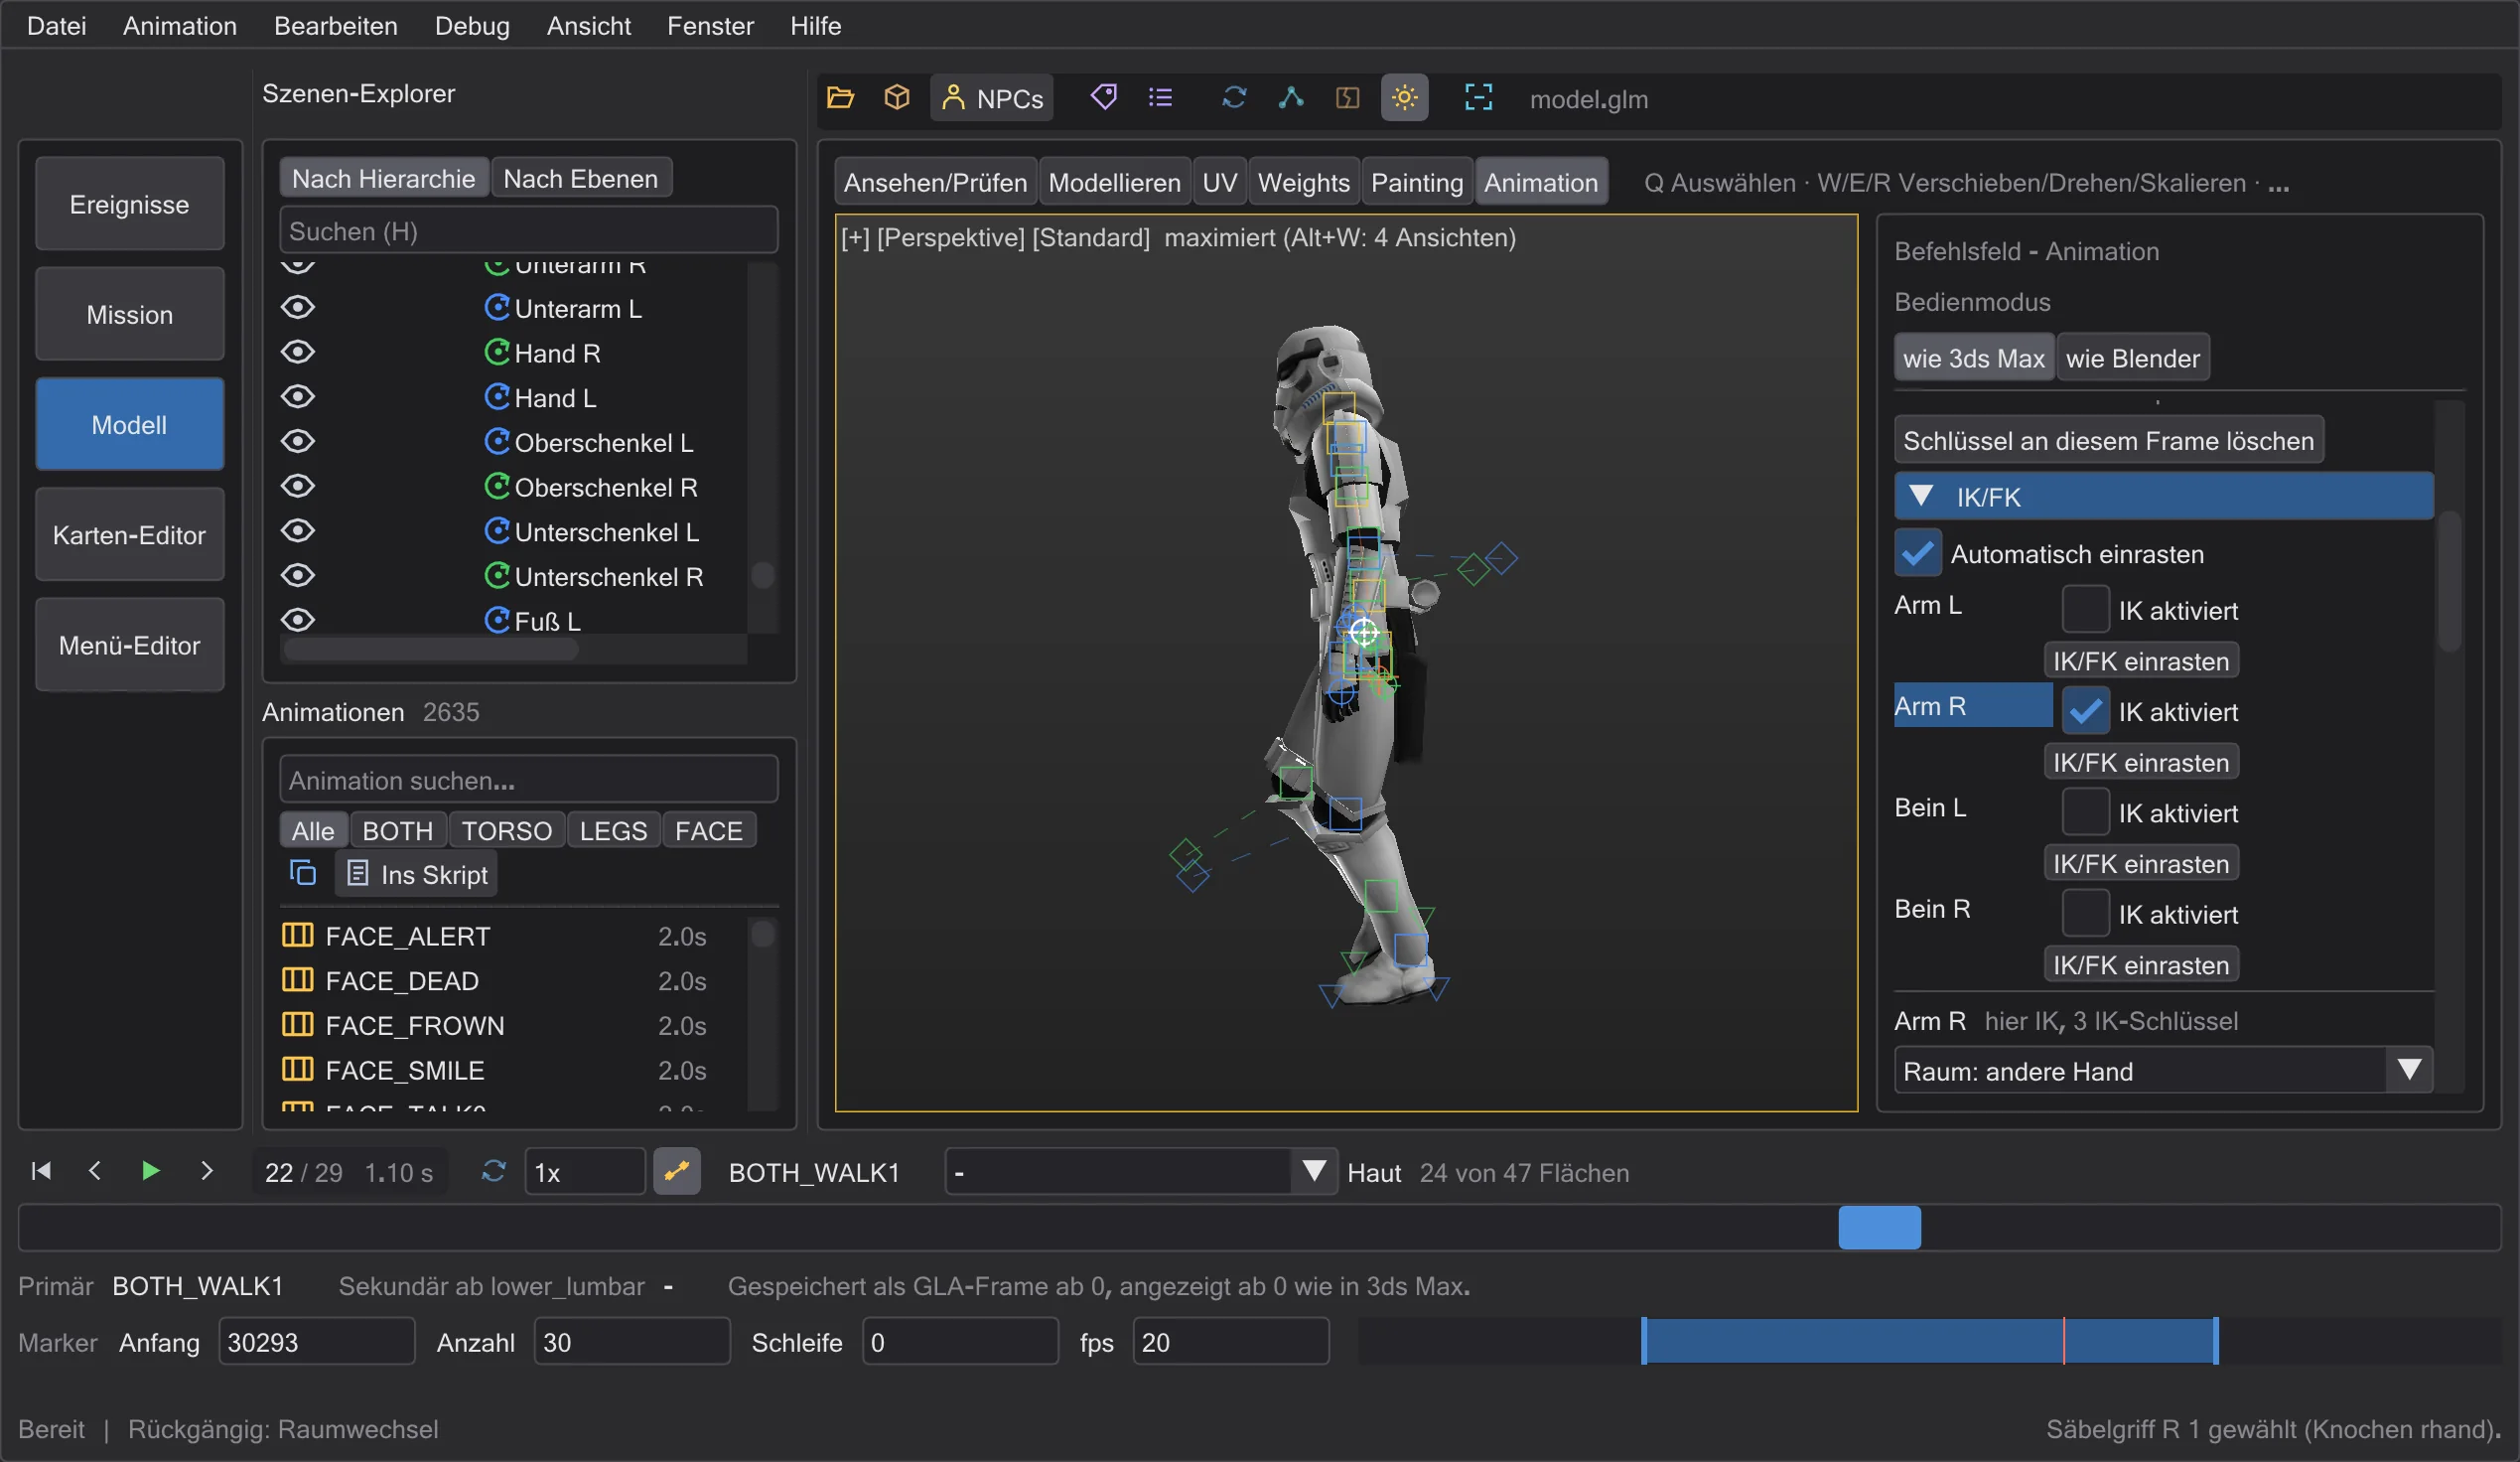 Datei Animation Bearbeiten Debug Ansicht Fenster Hilfe
Szenen-Explorer
NPCs
model.glm
Ereignisse
Mission
Modell
Karten-Editor
Menü-Editor
Nach Hierarchie Nach Ebenen
Suchen (H)
Unterarm R
Unterarm L
Hand R
Hand L
Oberschenkel L
Oberschenkel R
Unterschenkel L
Unterschenkel R
Fuß L
Animationen 2635
Animation suchen...
Alle BOTH TORSO LEGS FACE
Ins Skript
FACE_ALERT 2.0s
FACE_DEAD 2.0s
FACE_FROWN 2.0s
FACE_SMILE 2.0s
Ansehen/Prüfen Modellieren UV Weights Painting Animation Q Auswählen · W/E/R Verschieben/Drehen/Skalieren · ...
[+] [Perspektive] [Standard] maximiert (Alt+W: 4 Ansichten)
Befehlsfeld - Animation
Bedienmodus
wie 3ds Max wie Blender
Schlüssel an diesem Frame löschen
IK/FK
Automatisch einrasten
Arm L IK aktiviert
IK/FK einrasten
Arm R IK aktiviert
IK/FK einrasten
Bein L IK aktiviert
IK/FK einrasten
Bein R IK aktiviert
IK/FK einrasten
Arm R hier IK, 3 IK-Schlüssel
Raum: andere Hand
22 / 29 1.10 s 1x BOTH_WALK1 - Haut 24 von 47 Flächen
Primär BOTH_WALK1 Sekundär ab lower_lumbar - Gespeichert als GLA-Frame ab 0, angezeigt ab 0 wie in 3ds Max.
Marker Anfang 30293 Anzahl 30 Schleife 0 fps 20
Bereit | Rückgängig: Raumwechsel
Säbelgriff R 1 gewählt (Knochen rhand).